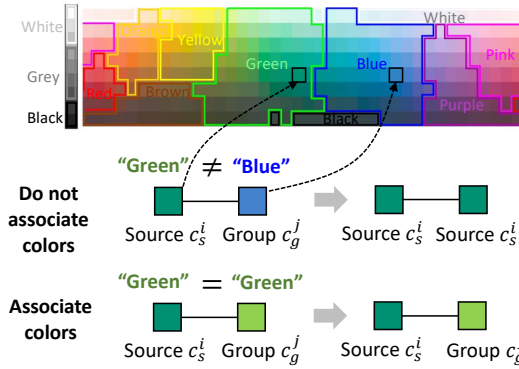 White
Grey
Black
Red
Brown
Yellow
Green
Blue
Black
White
Pink
Purple
"Green" ≠ "Blue"
Do not
associate
colors
Source c_s^i Group c_g^j Source c_s^i Source c_s^i
"Green" = "Green"
Associate
colors
Source c_s^i Group c_g^j Source c_s^i Group c_g^j